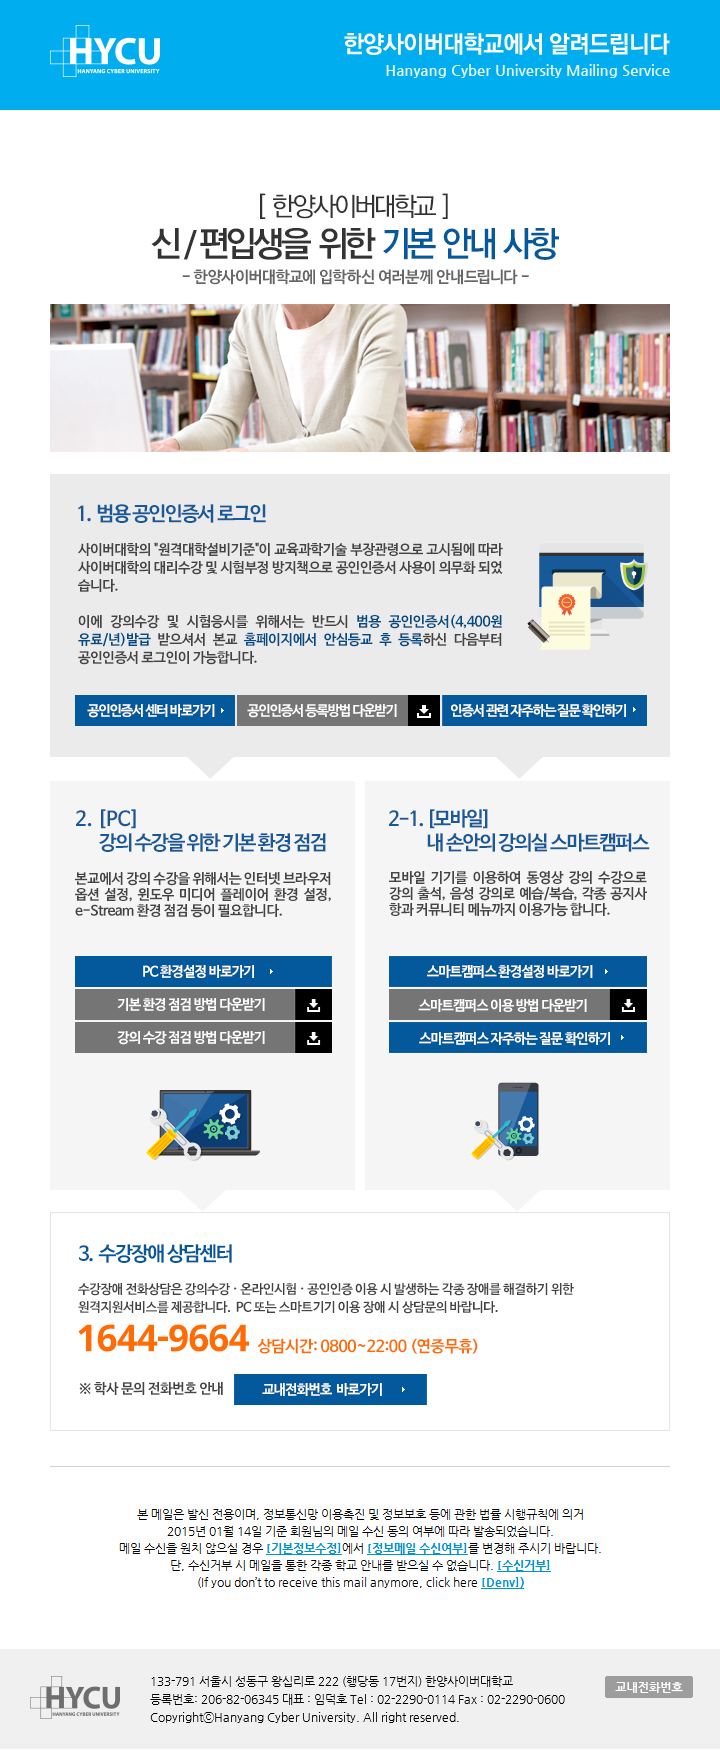 HYCU
HANYANG CYBER UNIVERSITY
한양사이버대학교에서 알려드립니다
Hanyang Cyber University Mailing Service
[ 한양사이버대학교 ]
신/편입생을 위한 기본 안내 사항
- 한양사이버대학교에 입학하신 여러분께 안내드립니다 -
1. 범용 공인인증서 로그인
사이버대학의 "원격대학설비기준"이 교육과학기술 부장관령으로 고시됨에 따라
사이버대학의 대리수강 및 시험부정 방지책으로 공인인증서 사용이 의무화 되었
습니다.
이에 강의수강 및 시험응시를 위해서는 반드시 범용 공인인증서(4,400원
유료/년)발급 받으셔서 본교 홈페이지에서 안심등교 후 등록하신 다음부터
공인인증서 로그인이 가능합니다.
공인인증서 센터 바로가기
공인인증서 등록방법 다운받기
인증서 관련 자주하는 질문 확인하기
2. [PC]
강의 수강을 위한 기본 환경 점검
본교에서 강의 수강을 위해서는 인터넷 브라우저
옵션 설정, 윈도우 미디어 플레이어 환경 설정,
e-Stream 환경 점검 등이 필요합니다.
PC 환경설정 바로가기
기본 환경 점검 방법 다운받기
강의 수강 점검 방법 다운받기
2-1. [모바일]
내 손안의 강의실 스마트캠퍼스
모바일 기기를 이용하여 동영상 강의 수강으로
강의 출석, 음성 강의로 예습/복습, 각종 공지사
항과 커뮤니티 메뉴까지 이용가능 합니다.
스마트캠퍼스 환경설정 바로가기
스마트캠퍼스 이용 방법 다운받기
스마트캠퍼스 자주하는 질문 확인하기
3. 수강장애 상담센터
수강장애 전화상담은 강의수강 · 온라인시험 · 공인인증 이용 시 발생하는 각종 장애를 해결하기 위한
원격지원서비스를 제공합니다. PC 또는 스마트기기 이용 장애 시 상담문의 바랍니다.
1644-9664 상담시간: 0800~22:00 (연중무휴)
※ 학사 문의 전화번호 안내 교내전화번호 바로가기
본 메일은 발신 전용이며, 정보통신망 이용촉진 및 정보보호 등에 관한 법률 시행규칙에 의거
2015년 01월 14일 기준 회원님의 메일 수신 동의 여부에 따라 발송되었습니다.
메일 수신을 원치 않으실 경우 [기본정보수정]에서 [정보메일 수신여부]를 변경해 주시기 바랍니다.
단, 수신거부 시 메일을 통한 각종 학교 안내를 받으실 수 없습니다. [수신거부]
(If you don't to receive this mail anymore, click here [Deny])
HYCU
HANYANG CYBER UNIVERSITY
133-791 서울시 성동구 왕십리로 222 (행당동 17번지) 한양사이버대학교
등록번호: 206-82-06345 대표 : 임덕호 Tel : 02-2290-0114 Fax : 02-2290-0600
CopyrightⓒHanyang Cyber University. All right reserved.
교내전화번호